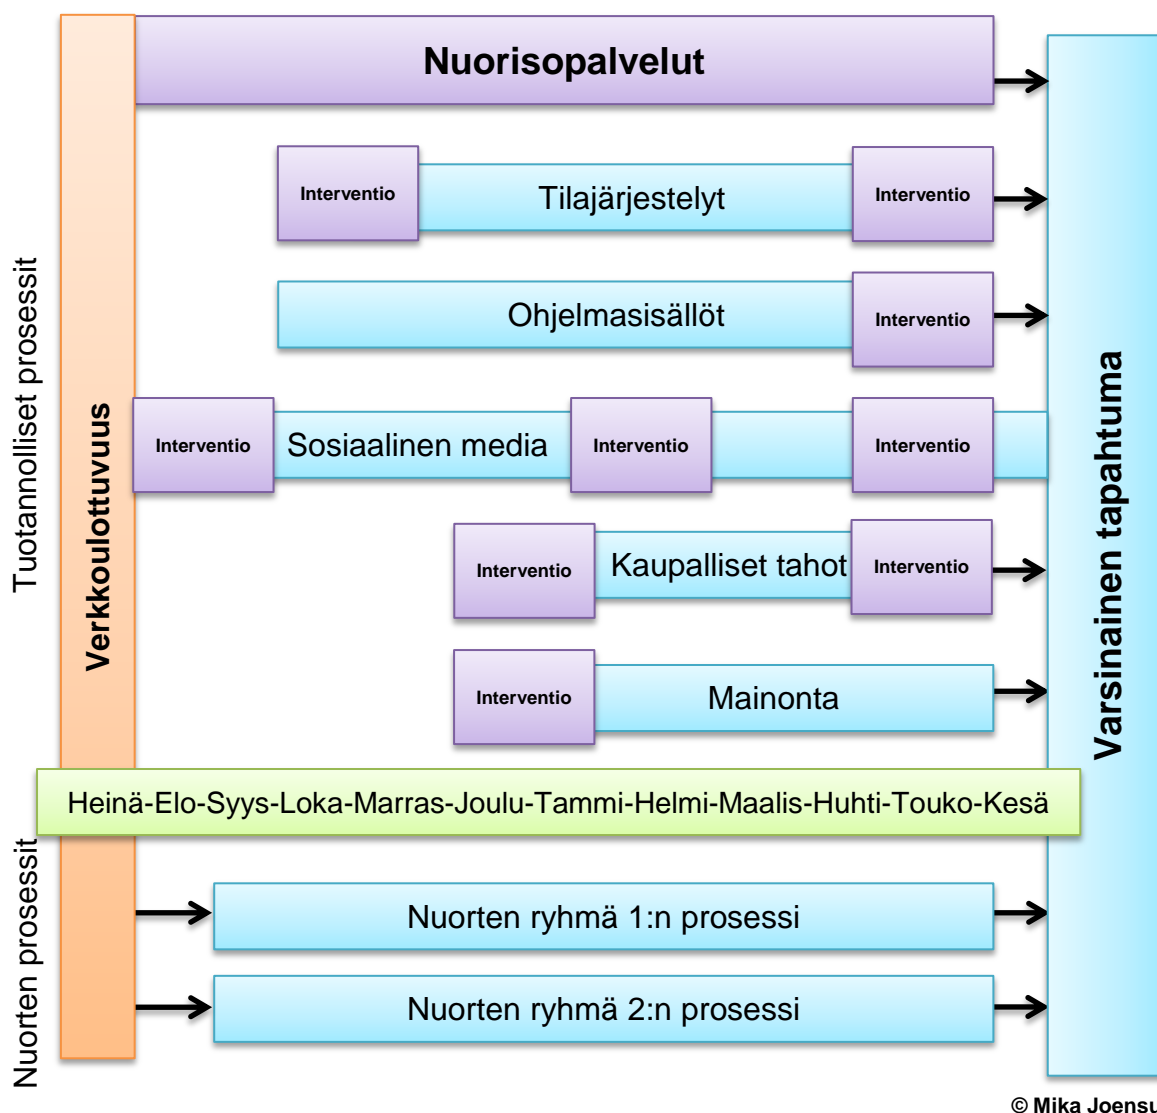 Nuorisopalvelut
Interventio
Tilajärjestelyt
Interventio
Ohjelmasisällöt
Interventio
Interventio
Sosiaalinen media
Interventio
Interventio
Interventio
Kaupalliset tahot
Interventio
Interventio
Mainonta
Tuotannolliset prosessit
Verkkoulottuvuus
Varsinainen tapahtuma
Heinä-Elo-Syys-Loka-Marras-Joulu-Tammi-Helmi-Maalis-Huhti-Touko-Kesä
Nuorten prosessit
Nuorten ryhmä 1:n prosessi
Nuorten ryhmä 2:n prosessi
© Mika Joensu